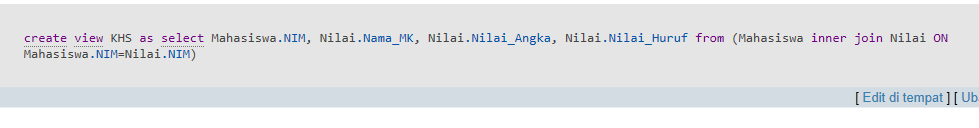 create view KHS as select Mahasiswa.NIM, Nilai.Nama_MK, Nilai.Nilai_Angka, Nilai.Nilai_Huruf from (Mahasiswa inner join Nilai ON
Mahasiswa.NIM=Nilai.NIM)
[ Edit di tempat ] [ Ub